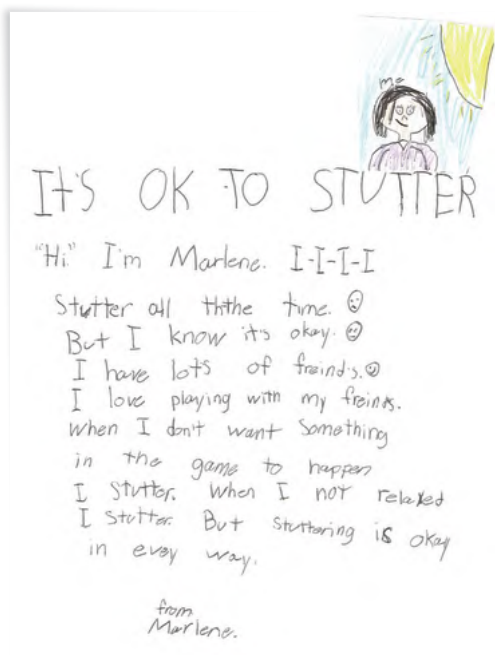 me
IT'S OK TO STUTTER
"Hi" I'm Marlene. I-I-I-I
Stutter all ththe time.
But I know it's okay.
I have lots of freind's.
I love playing with my freinds.
when I don't want Something
in the game to happen
I Stutter. When I not relaxed
I Stutter. But Stuttering is okay
in evey way.
from
Marlene.